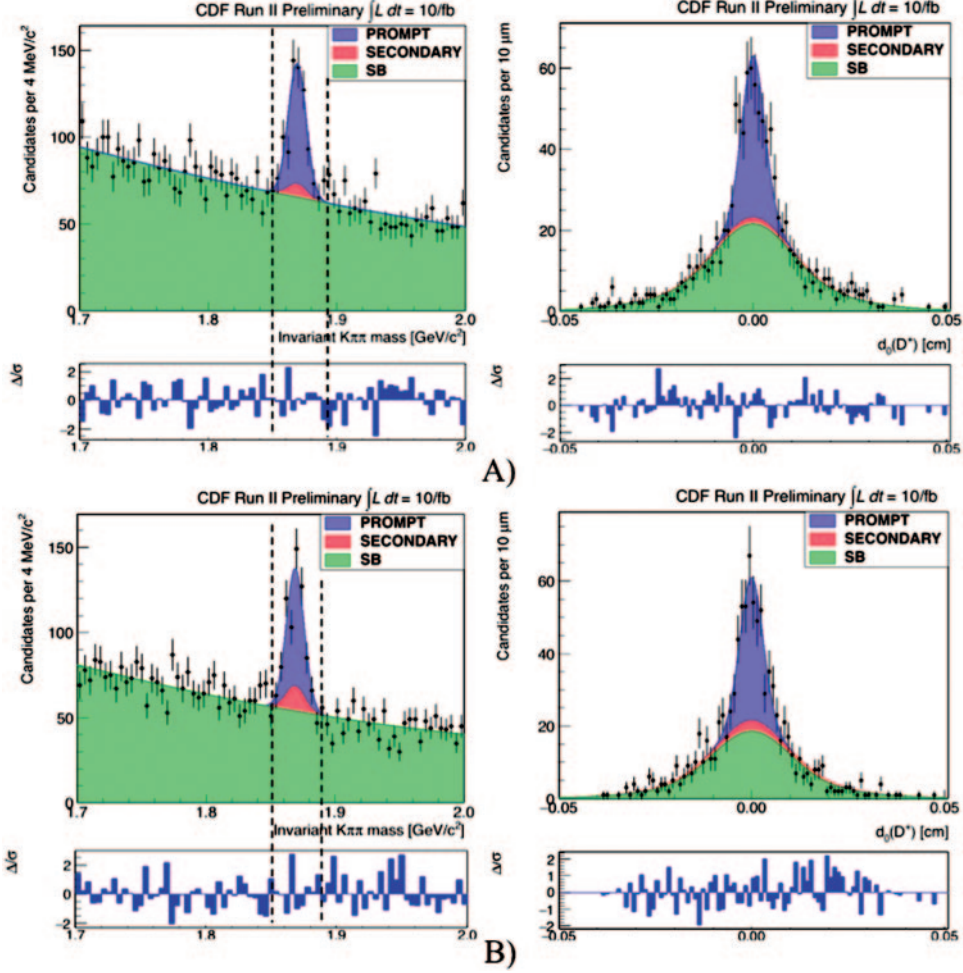 CDF Run II Preliminary ∫L dt = 10/fb
Candidates per 4 MeV/c²
150
100
50
0
PROMPT
SECONDARY
SB
1.7 1.8 1.9 2.0
Invariant Kππ mass [GeV/c²]
Δ/σ
2
0
−2
1.7 1.8 1.9 2.0
CDF Run II Preliminary ∫L dt = 10/fb
Candidates per 10 μm
60
40
20
0
PROMPT
SECONDARY
SB
−0.05 0.00 0.05
d₀(D⁺) [cm]
Δ/σ
2
1
0
−1
−2
−0.05 0.00 0.05
A)
CDF Run II Preliminary ∫L dt = 10/fb
Candidates per 4 MeV/c²
150
100
50
0
PROMPT
SECONDARY
SB
1.7 1.8 1.9 2.0
Invariant Kππ mass [GeV/c²]
Δ/σ
2
0
−2
1.7 1.8 1.9 2.0
CDF Run II Preliminary ∫L dt = 10/fb
Candidates per 10 μm
60
40
20
0
PROMPT
SECONDARY
SB
−0.05 0.00 0.05
d₀(D⁺) [cm]
Δ/σ
2
1
0
−1
−2
−0.05 0.00 0.05
B)